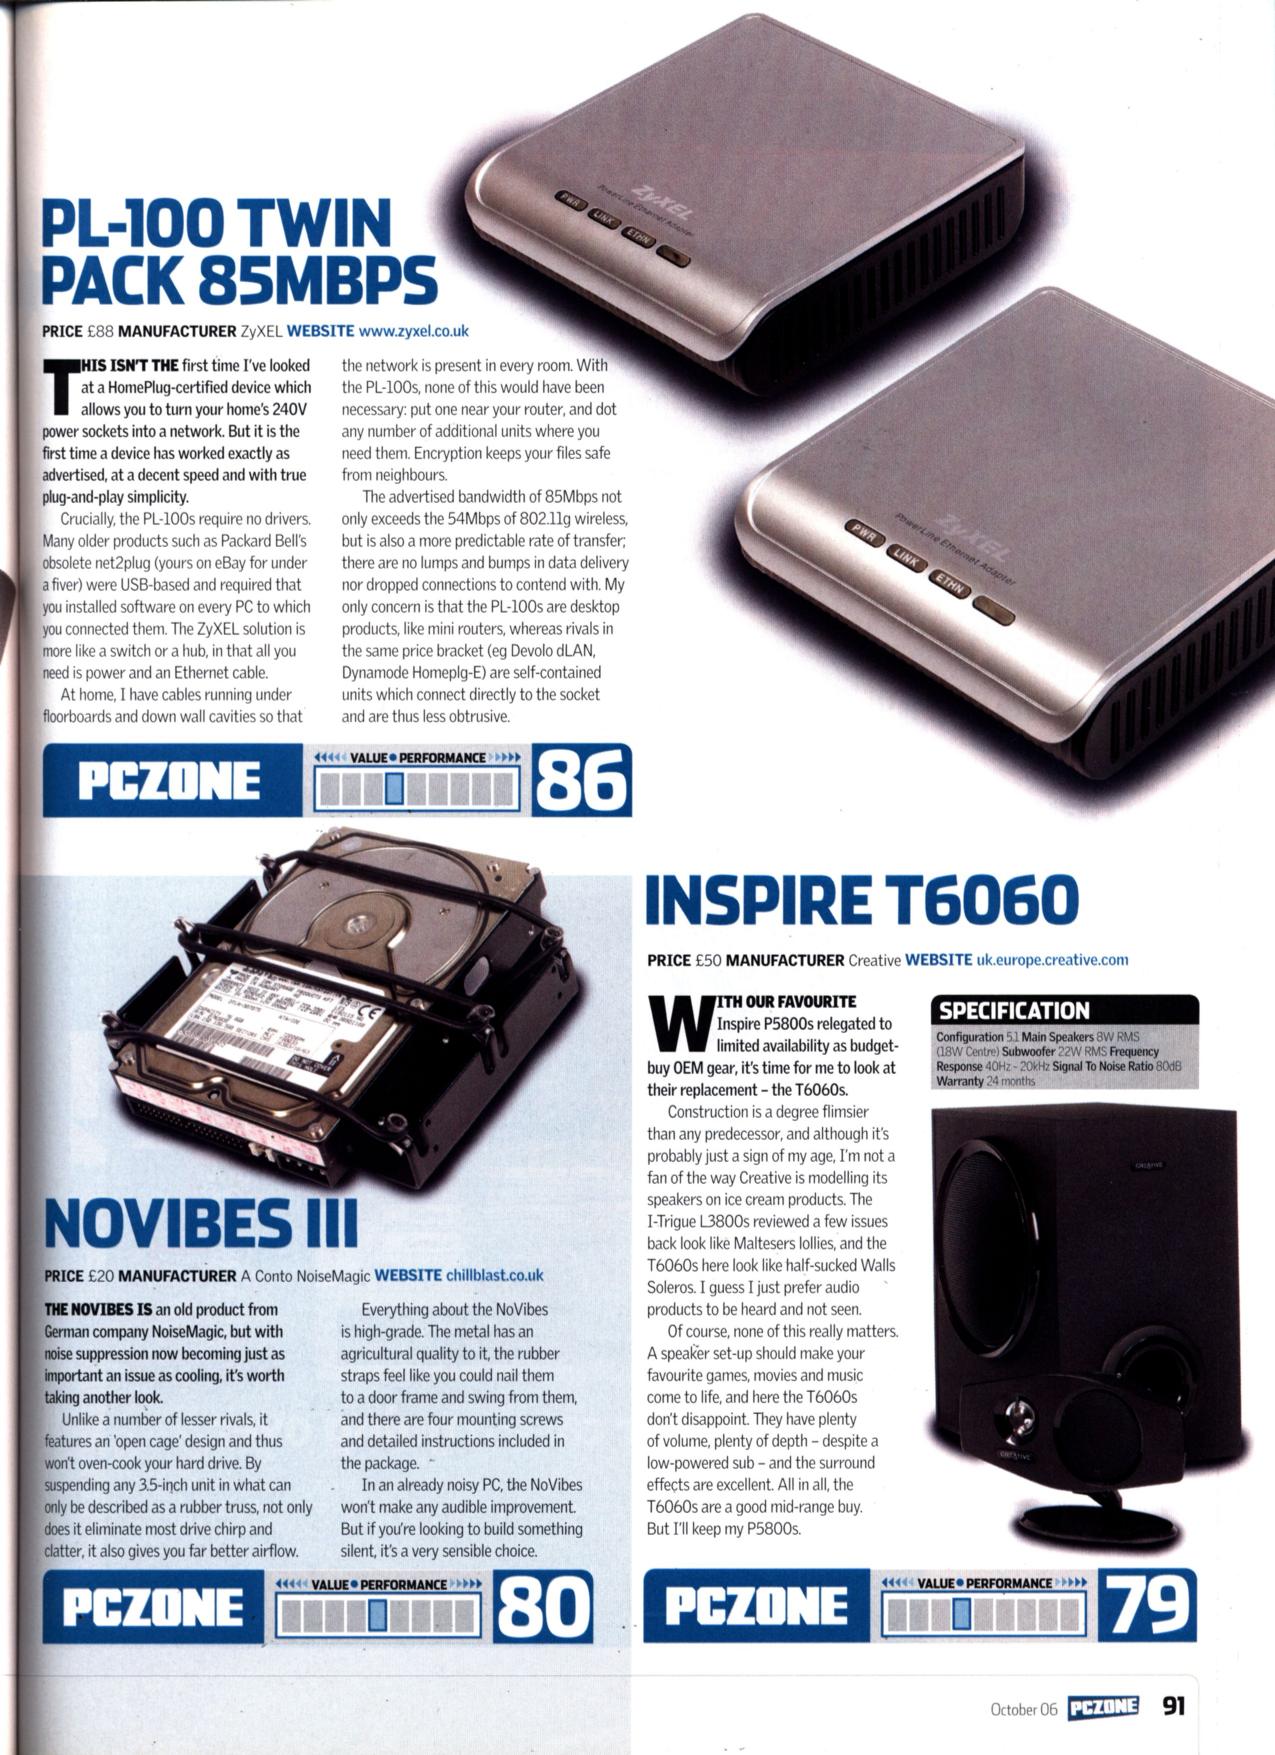 PL-100 TWIN
PACK 85MBPS
PRICE £88 MANUFACTURER ZyXEL WEBSITE www.zyxel.co.uk
THIS ISN'T THE first time I've looked
at a HomePlug-certified device which
allows you to turn your home's 240V
power sockets into a network. But it is the
first time a device has worked exactly as
advertised, at a decent speed and with true
plug-and-play simplicity.
Crucially, the PL-100s require no drivers.
Many older products such as Packard Bell's
obsolete net2plug (yours on eBay for under
a fiver) were USB-based and required that
you installed software on every PC to which
you connected them. The ZyXEL solution is
more like a switch or a hub, in that all you
need is power and an Ethernet cable.
At home, I have cables running under
floorboards and down wall cavities so that
the network is present in every room. With
the PL-100s, none of this would have been
necessary: put one near your router, and dot
any number of additional units where you
need them. Encryption keeps your files safe
from neighbours.
The advertised bandwidth of 85Mbps not
only exceeds the 54Mbps of 802.11g wireless,
but is also a more predictable rate of transfer;
there are no lumps and bumps in data delivery
nor dropped connections to contend with. My
only concern is that the PL-100s are desktop
products, like mini routers, whereas rivals in
the same price bracket (eg Devolo dLAN,
Dynamode Homeplg-E) are self-contained
units which connect directly to the socket
and are thus less obtrusive.
PCZONE
VALUE • PERFORMANCE
86
ZyXEL
PowerLine Ethernet Adapter
PWR
LINK
ETHN
ZyXEL
PowerLine Ethernet Adapter
PWR
LINK
ETHN
NOVIBES III
PRICE £20 MANUFACTURER A Conto NoiseMagic WEBSITE chillblast.co.uk
THE NOVIBES IS an old product from
German company NoiseMagic, but with
noise suppression now becoming just as
important an issue as cooling, it's worth
taking another look.
Unlike a number of lesser rivals, it
features an 'open cage' design and thus
won't oven-cook your hard drive. By
suspending any 3.5-inch unit in what can
only be described as a rubber truss, not only
does it eliminate most drive chirp and
clatter, it also gives you far better airflow.
Everything about the NoVibes
is high-grade. The metal has an
agricultural quality to it, the rubber
straps feel like you could nail them
to a door frame and swing from them,
and there are four mounting screws
and detailed instructions included in
the package.
In an already noisy PC, the NoVibes
won't make any audible improvement.
But if you're looking to build something
silent, it's a very sensible choice.
PCZONE
VALUE • PERFORMANCE
80
INSPIRE T6060
PRICE £50 MANUFACTURER Creative WEBSITE uk.europe.creative.com
WITH OUR FAVOURITE
Inspire P5800s relegated to
limited availability as budget-
buy OEM gear, it's time for me to look at
their replacement – the T6060s.
Construction is a degree flimsier
than any predecessor, and although it's
probably just a sign of my age, I'm not a
fan of the way Creative is modelling its
speakers on ice cream products. The
I-Trigue L3800s reviewed a few issues
back look like Maltesers lollies, and the
T6060s here look like half-sucked Walls
Soleros. I guess I just prefer audio
products to be heard and not seen.
Of course, none of this really matters.
A speaker set-up should make your
favourite games, movies and music
come to life, and here the T6060s
don't disappoint. They have plenty
of volume, plenty of depth – despite a
low-powered sub – and the surround
effects are excellent. All in all, the
T6060s are a good mid-range buy.
But I'll keep my P5800s.
SPECIFICATION
Configuration 5.1 Main Speakers 8W RMS
(18W Centre) Subwoofer 22W RMS Frequency
Response 40Hz - 20kHz Signal To Noise Ratio 80dB
Warranty 24 months
CREATIVE
CREATIVE
PCZONE
VALUE • PERFORMANCE
79
October 06 PCZONE 91